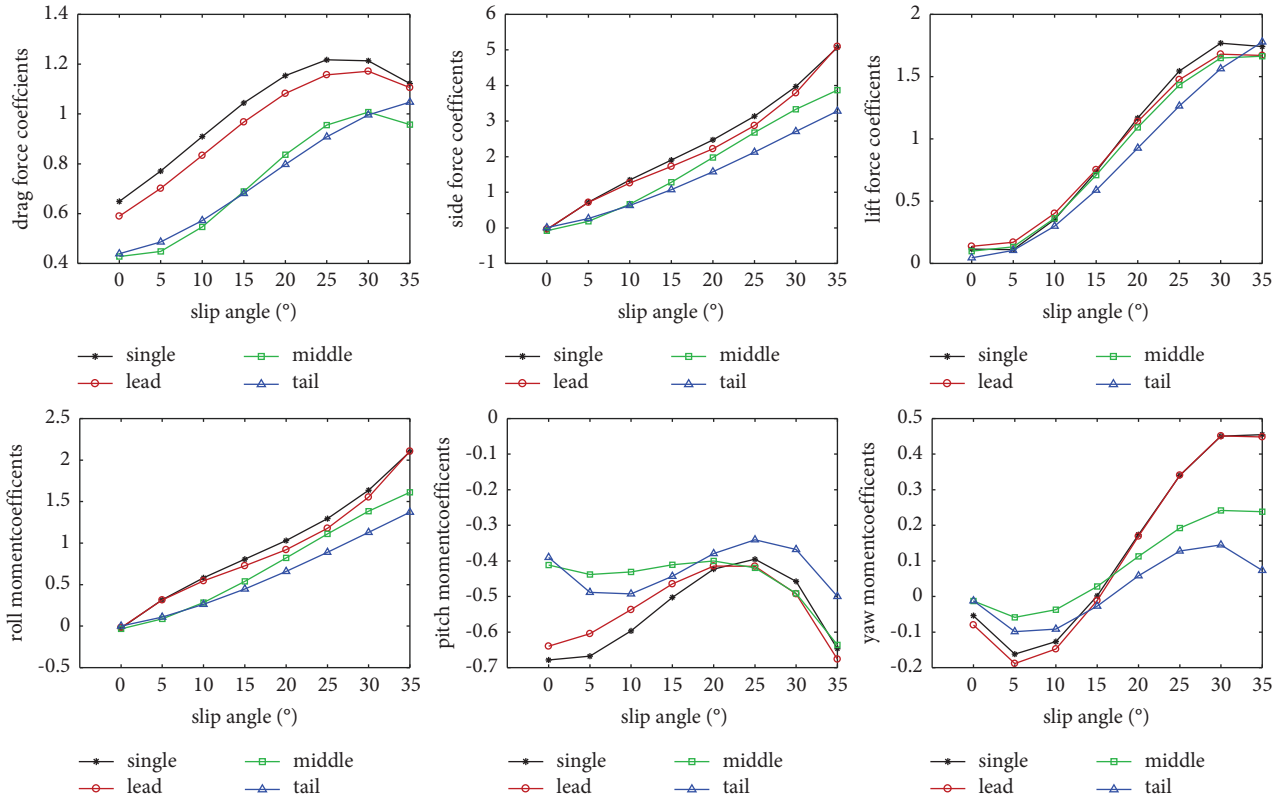 drag force coeffcients
1.4
1.2
1
0.8
0.6
0.4
0 5 10 15 20 25 30 35
slip angle (°)
single middle
lead tail
side force coefficents
6
5
4
3
2
1
0
-1
0 5 10 15 20 25 30 35
slip angle (°)
single middle
lead tail
lift force coefficents
2
1.5
1
0.5
0
0 5 10 15 20 25 30 35
slip angle (°)
single middle
lead tail
roll momentcoefficents
2.5
2
1.5
1
0.5
0
-0.5
0 5 10 15 20 25 30 35
slip angle (°)
single middle
lead tail
pitch momentcoefficents
0
-0.1
-0.2
-0.3
-0.4
-0.5
-0.6
-0.7
0 5 10 15 20 25 30 35
slip angle (°)
single middle
lead tail
yaw momentcoefficents
0.5
0.4
0.3
0.2
0.1
0
-0.1
-0.2
0 5 10 15 20 25 30 35
slip angle (°)
single middle
lead tail